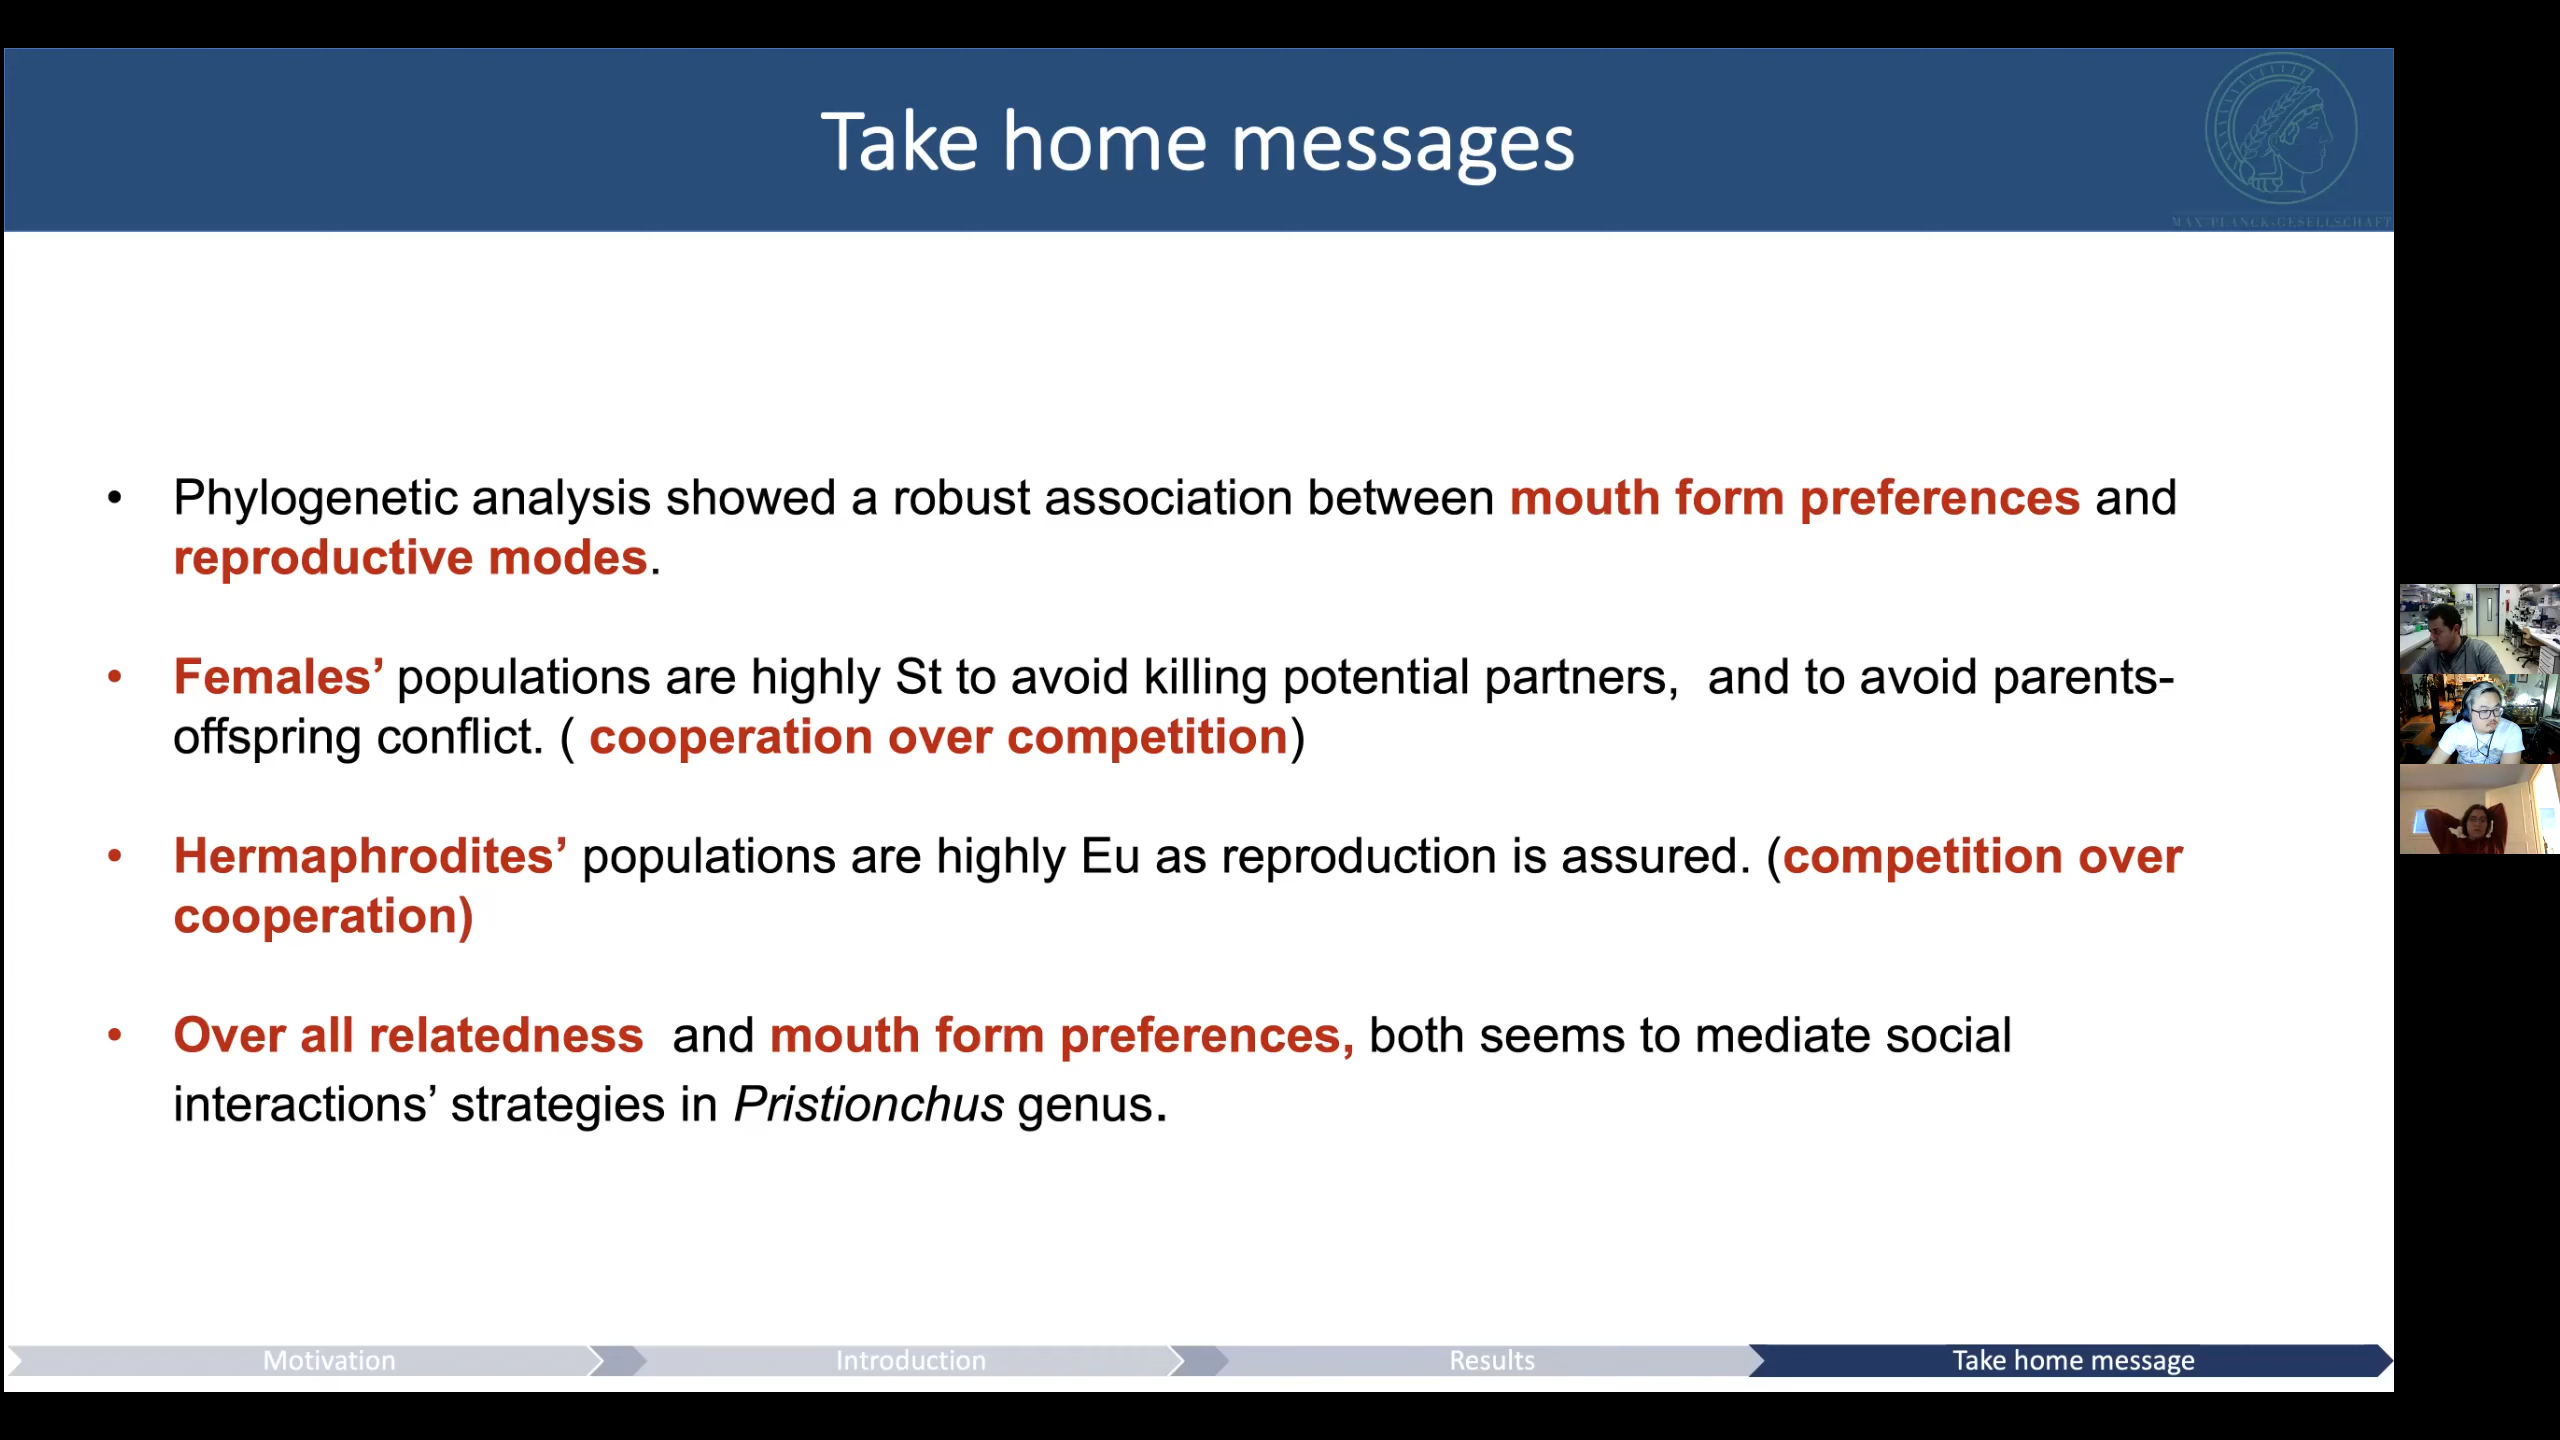 Take home messages
MAX-PLANCK-GESELLSCHAFT
• Phylogenetic analysis showed a robust association between mouth form preferences and
reproductive modes.
• Females’ populations are highly St to avoid killing potential partners,  and to avoid parents-
offspring conflict. ( cooperation over competition)
• Hermaphrodites’ populations are highly Eu as reproduction is assured. (competition over
cooperation)
• Over all relatedness  and mouth form preferences, both seems to mediate social
interactions’ strategies in Pristionchus genus.
Motivation
Introduction
Results
Take home message